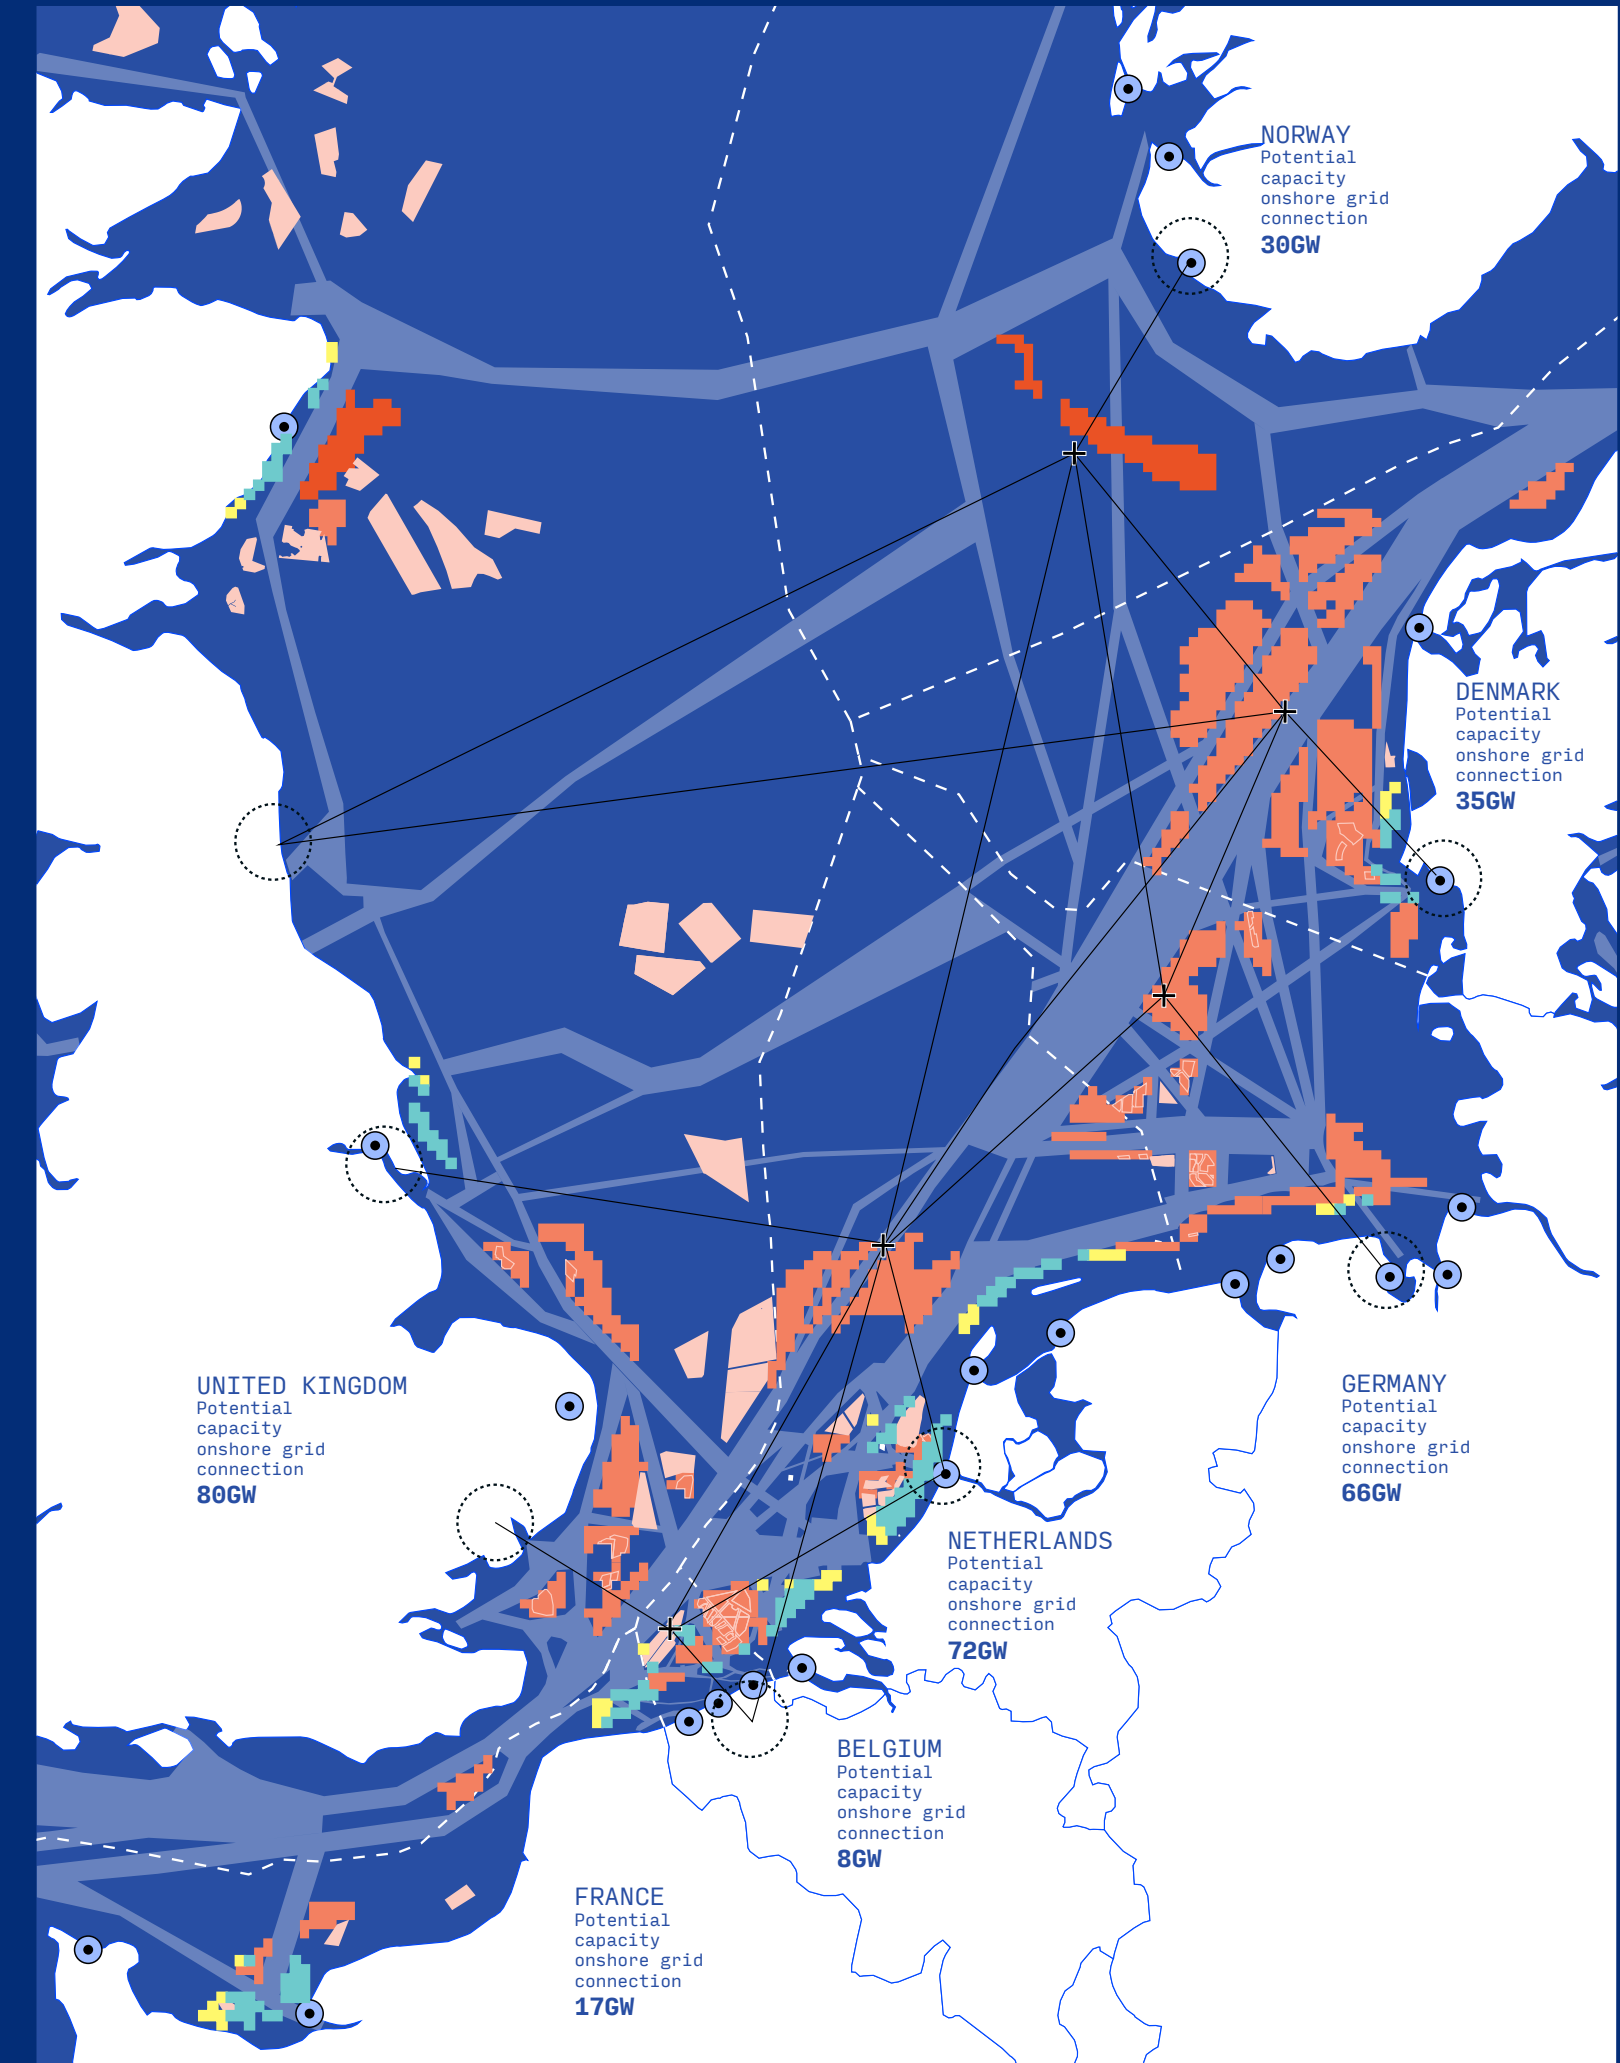 NORWAY
Potential
capacity
onshore grid
connection
30GW
DENMARK
Potential
capacity
onshore grid
connection
35GW
UNITED KINGDOM
Potential
capacity
onshore grid
connection
80GW
GERMANY
Potential
capacity
onshore grid
connection
66GW
NETHERLANDS
Potential
capacity
onshore grid
connection
72GW
BELGIUM
Potential
capacity
onshore grid
connection
8GW
FRANCE
Potential
capacity
onshore grid
connection
17GW